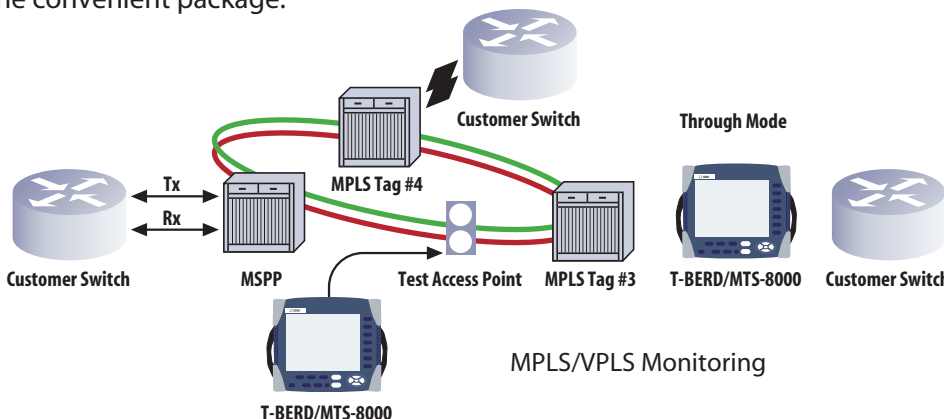 ne convenient package.
Customer Switch
Through Mode
MPLS Tag #4
Tx
Rx
Customer Switch
MSPP
Test Access Point
MPLS Tag #3
T-BERD/MTS-8000
Customer Switch
MPLS/VPLS Monitoring
T-BERD/MTS-8000